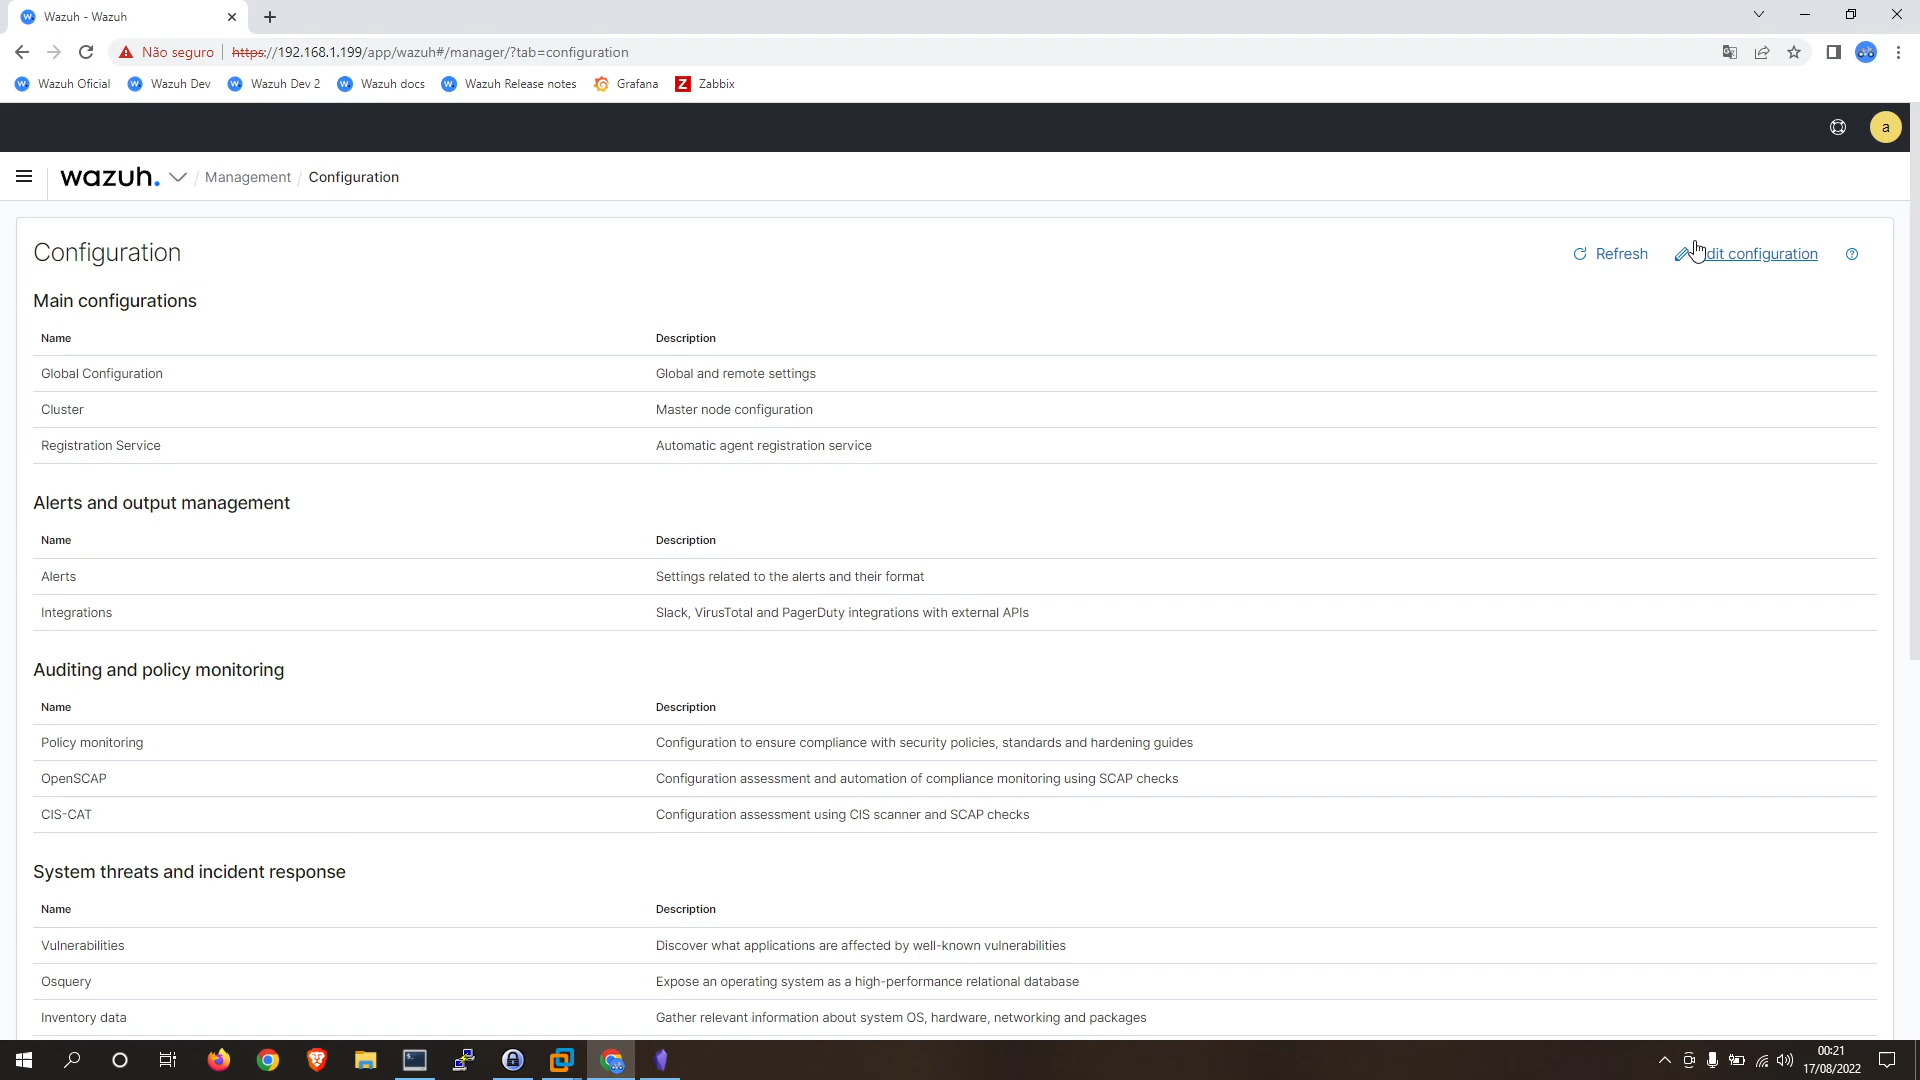 Wazuh - Wazuh
Não seguro https://192.168.1.199/app/wazuh#/manager/?tab=configuration
Wazuh Oficial Wazuh Dev Wazuh Dev 2 Wazuh docs Wazuh Release notes Grafana Zabbix
a
wazuh. / Management / Configuration
Configuration Refresh dit configuration
Main configurations
Name Description
Global Configuration Global and remote settings
Cluster Master node configuration
Registration Service Automatic agent registration service
Alerts and output management
Name Description
Alerts Settings related to the alerts and their format
Integrations Slack, VirusTotal and PagerDuty integrations with external APIs
Auditing and policy monitoring
Name Description
Policy monitoring Configuration to ensure compliance with security policies, standards and hardening guides
OpenSCAP Configuration assessment and automation of compliance monitoring using SCAP checks
CIS-CAT Configuration assessment using CIS scanner and SCAP checks
System threats and incident response
Name Description
Vulnerabilities Discover what applications are affected by well-known vulnerabilities
Osquery Expose an operating system as a high-performance relational database
Inventory data Gather relevant information about system OS, hardware, networking and packages
00:21
17/08/2022